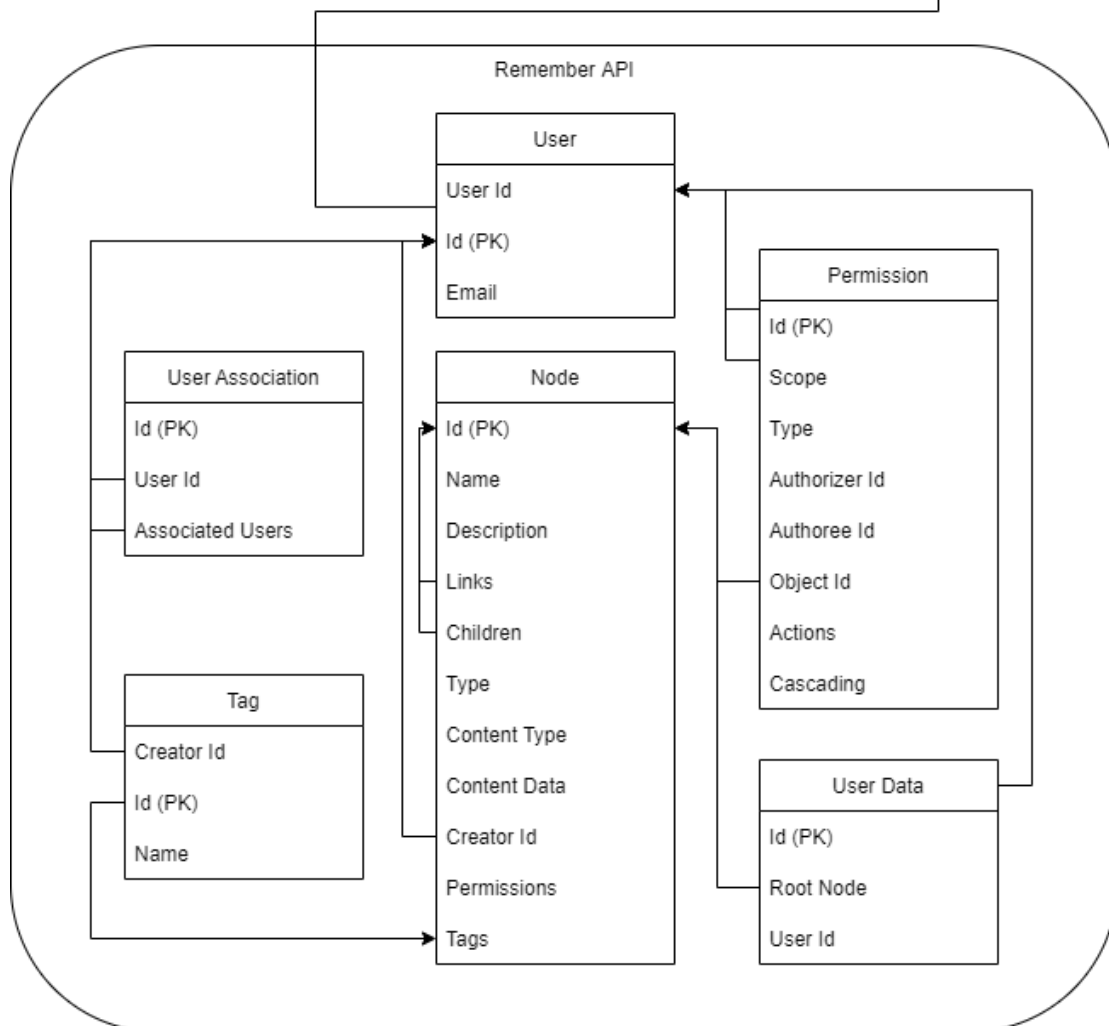 Remember API
User
User Id
Id (PK)
Email
Permission
Id (PK)
Scope
Type
Authorizer Id
Authoree Id
Object Id
Actions
Cascading
User Association
Id (PK)
User Id
Associated Users
Node
Id (PK)
Name
Description
Links
Children
Type
Content Type
Content Data
Creator Id
Permissions
Tags
Tag
Creator Id
Id (PK)
Name
User Data
Id (PK)
Root Node
User Id